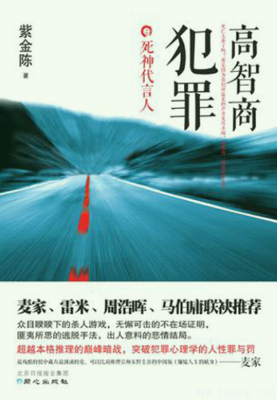 高智商
犯罪
死神代言人
紫金陈 著
麦家、雷米、周浩晖、马伯庸联袂推荐
众目睽睽下的杀人游戏，无懈可击的不在场证明，
匪夷所思的逃脱手法，出人意料的悲情结局。
超越本格推理的巅峰暗战，突破犯罪心理学的人性罪与罚
——麦家
北京日报报业集团
同心出版社